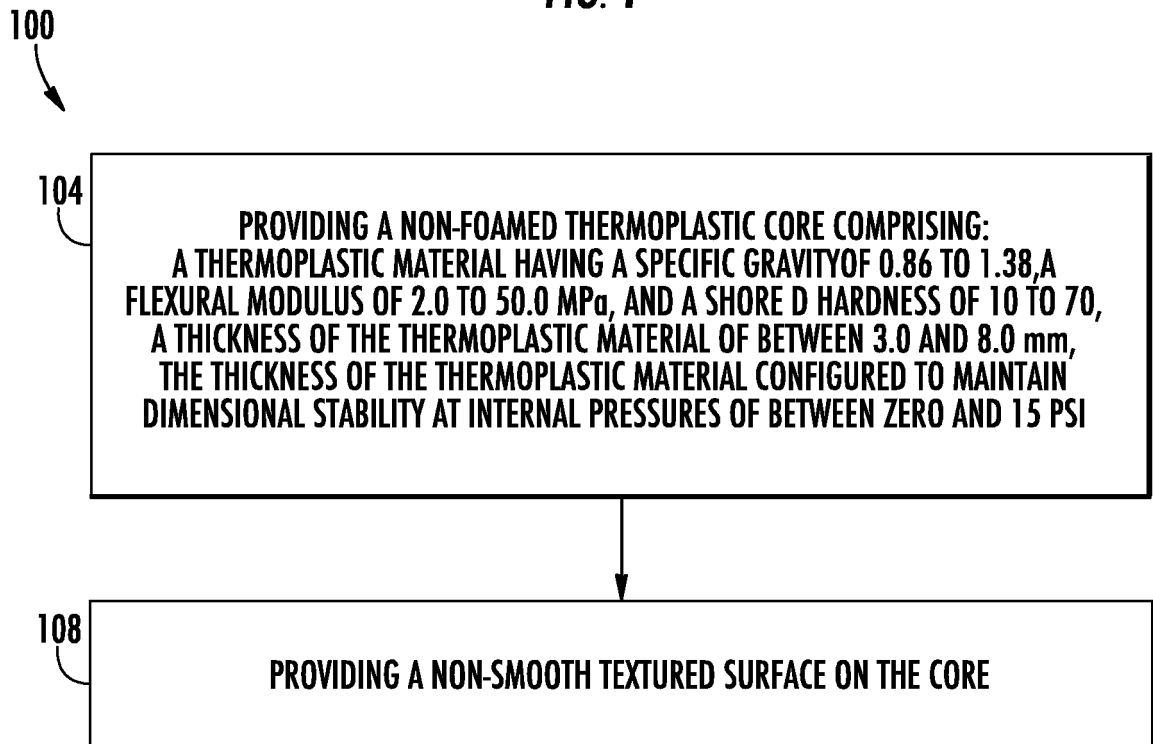 100
104
PROVIDING A NON-FOAMED THERMOPLASTIC CORE COMPRISING:
A THERMOPLASTIC MATERIAL HAVING A SPECIFIC GRAVITYOF 0.86 TO 1.38,A
FLEXURAL MODULUS OF 2.0 TO 50.0 MPa, AND A SHORE D HARDNESS OF 10 TO 70,
A THICKNESS OF THE THERMOPLASTIC MATERIAL OF BETWEEN 3.0 AND 8.0 mm,
THE THICKNESS OF THE THERMOPLASTIC MATERIAL CONFIGURED TO MAINTAIN
DIMENSIONAL STABILITY AT INTERNAL PRESSURES OF BETWEEN ZERO AND 15 PSI
108
PROVIDING A NON-SMOOTH TEXTURED SURFACE ON THE CORE